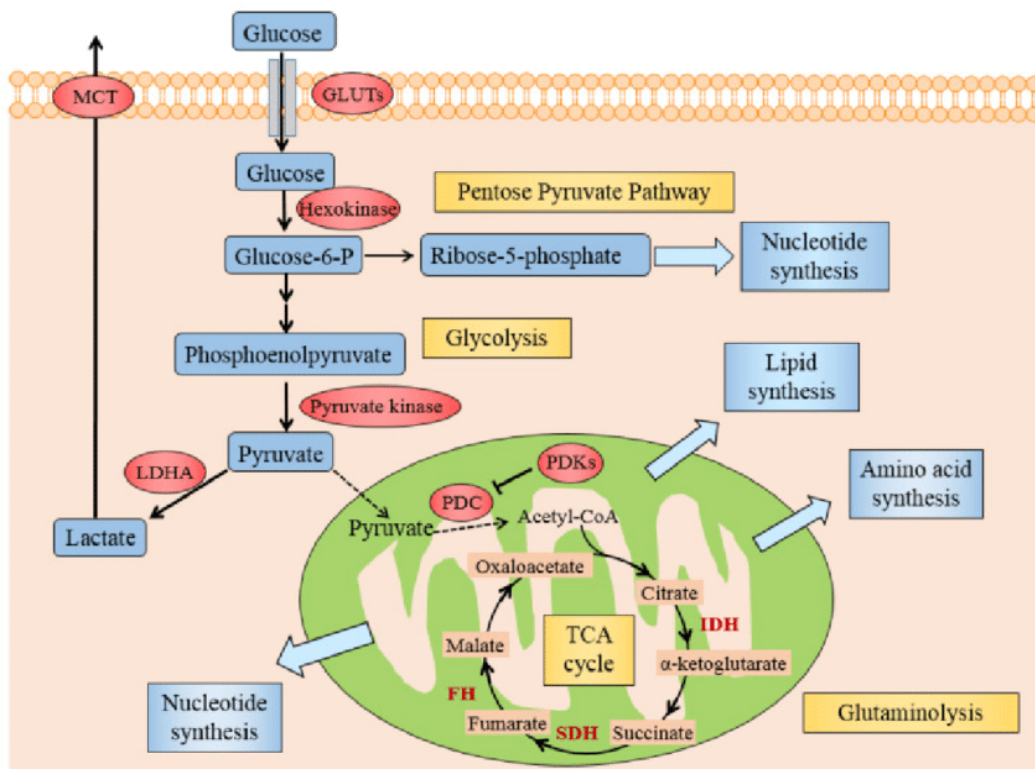 Glucose
MCT
GLUTs
Glucose
Hexokinase
Pentose Pyruvate Pathway
Glucose-6-P
Ribose-5-phosphate
Nucleotide
synthesis
Phosphoenolpyruvate
Glycolysis
Lipid
synthesis
Pyruvate kinase
Pyruvate
LDHA
PDKs
Amino acid
synthesis
PDC
Pyruvate
Acetyl-CoA
Lactate
Oxaloacetate
Citrate
IDH
TCA
cycle
Malate
α-ketoglutarate
FH
Fumarate
SDH
Succinate
Nucleotide
synthesis
Glutaminolysis